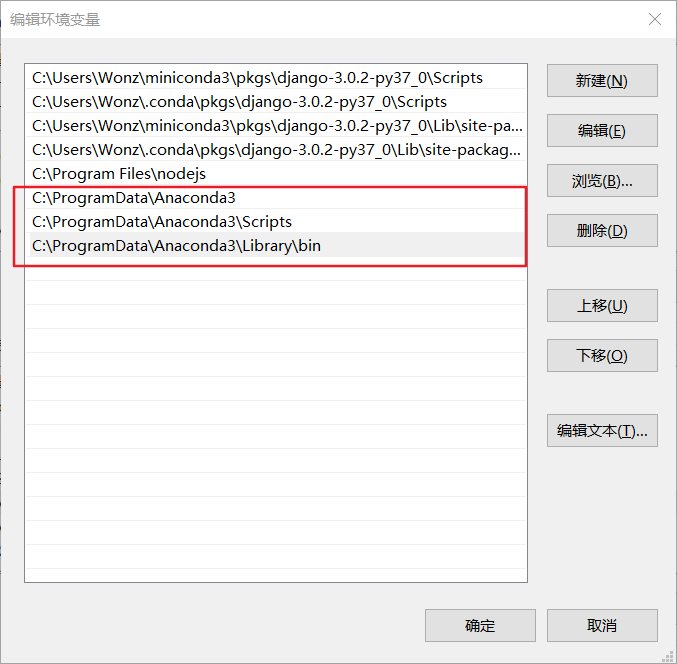 编辑环境变量
C:\Users\Wonz\miniconda3\pkgs\django-3.0.2-py37_0\Scripts
C:\Users\Wonz\.conda\pkgs\django-3.0.2-py37_0\Scripts
C:\Users\Wonz\miniconda3\pkgs\django-3.0.2-py37_0\Lib\site-pa...
C:\Users\Wonz\.conda\pkgs\django-3.0.2-py37_0\Lib\site-packag...
C:\Program Files\nodejs
C:\ProgramData\Anaconda3
C:\ProgramData\Anaconda3\Scripts
C:\ProgramData\Anaconda3\Library\bin
新建(N)
编辑(E)
浏览(B)...
删除(D)
上移(U)
下移(O)
编辑文本(T)...
确定
取消